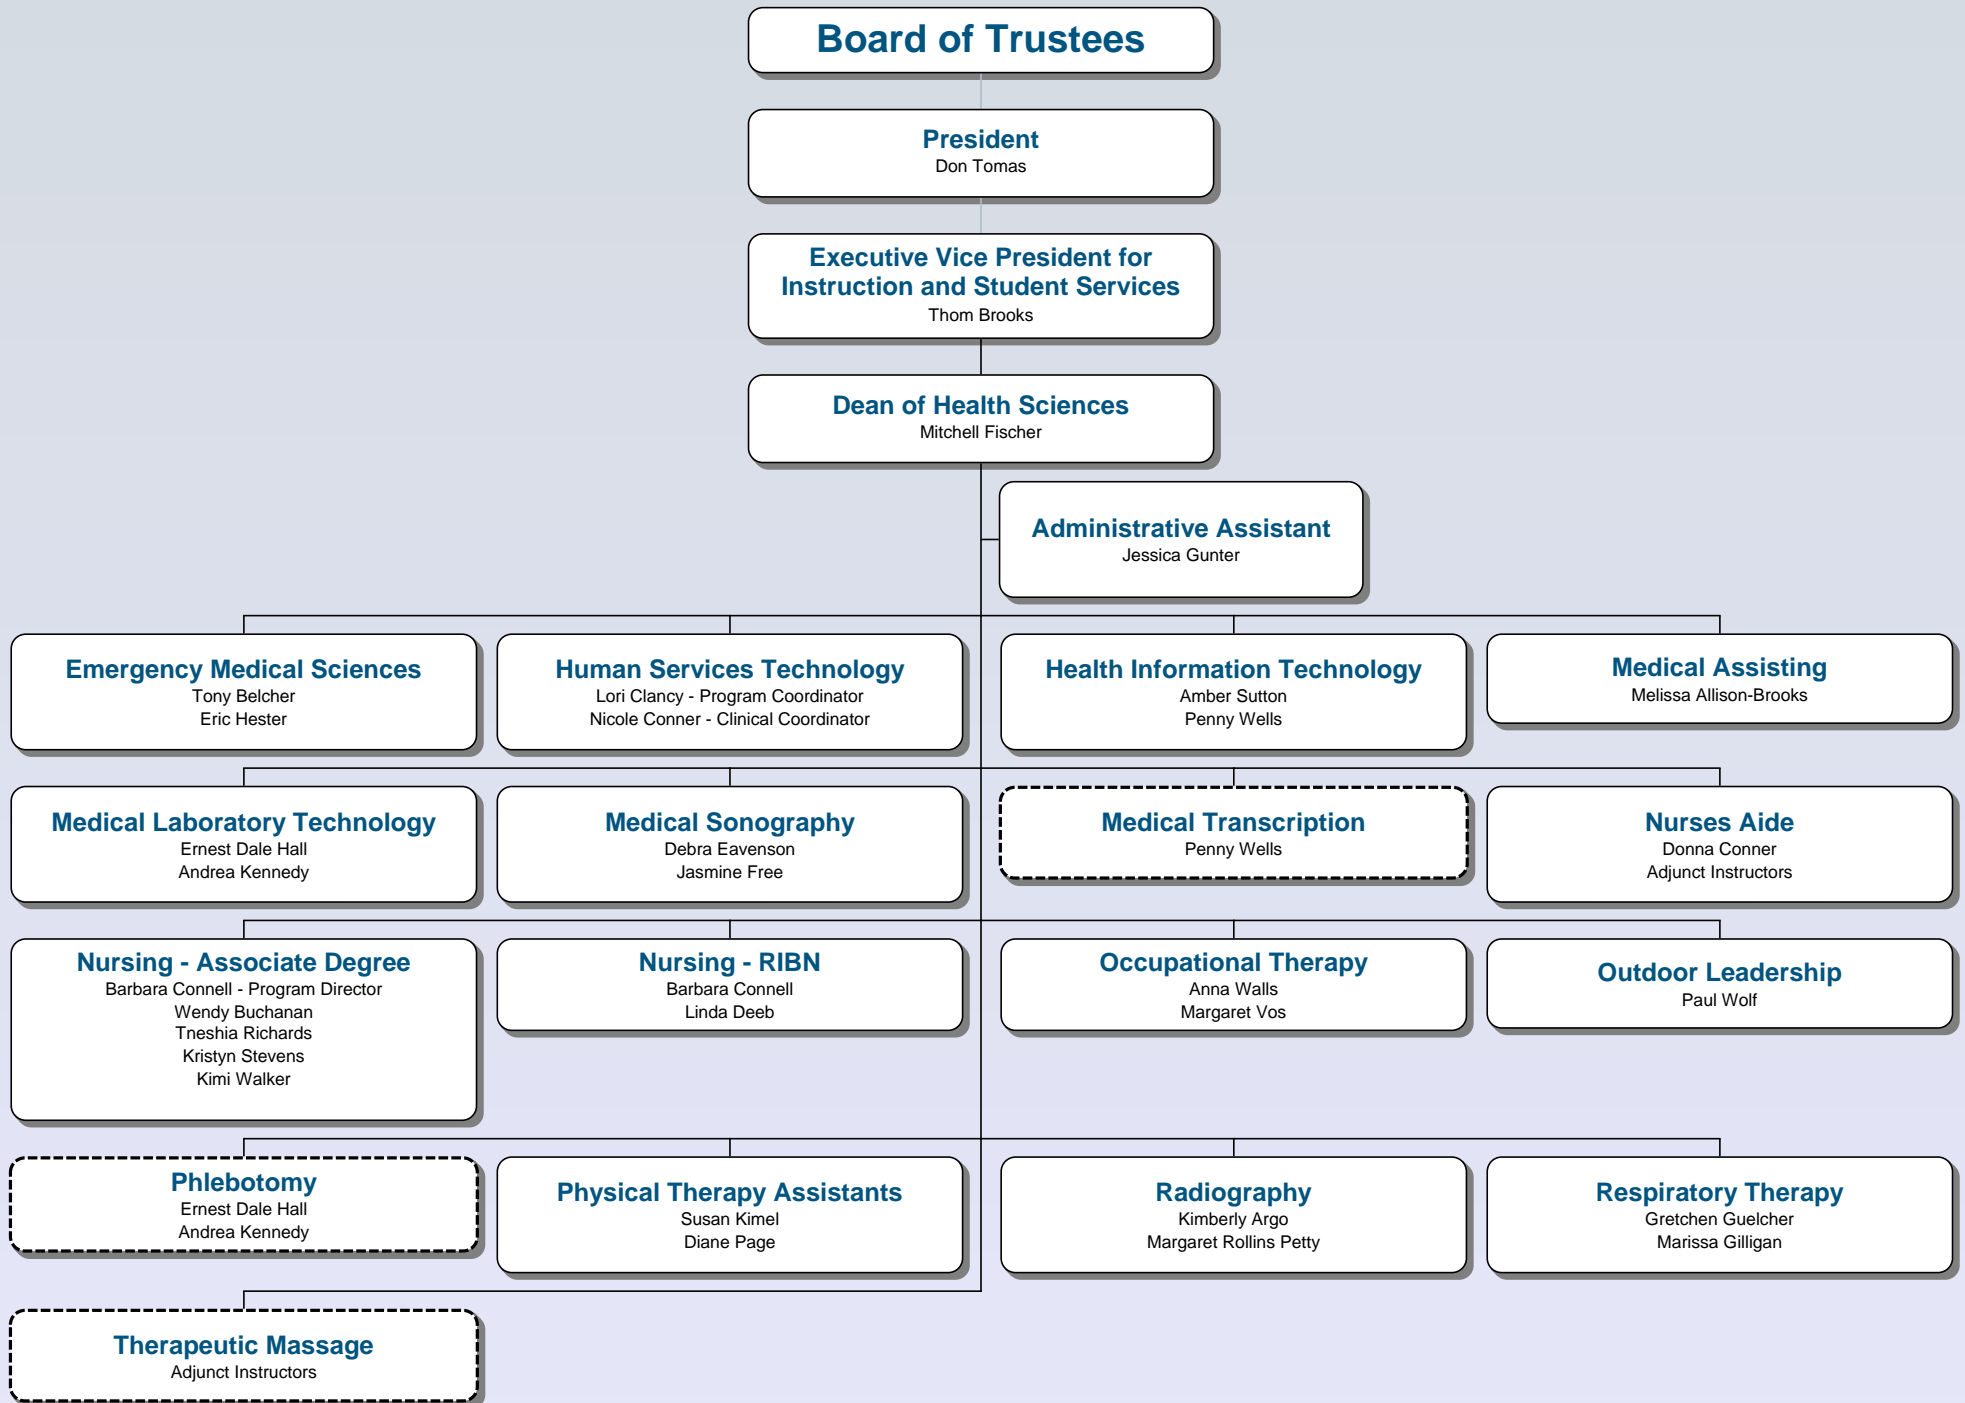 Board of Trustees
President
Don Tomas
Executive Vice President for
Instruction and Student Services
Thom Brooks
Dean of Health Sciences
Mitchell Fischer
Administrative Assistant
Jessica Gunter
Emergency Medical Sciences
Tony Belcher
Eric Hester
Human Services Technology
Lori Clancy - Program Coordinator
Nicole Conner - Clinical Coordinator
Health Information Technology
Amber Sutton
Penny Wells
Medical Assisting
Melissa Allison-Brooks
Medical Laboratory Technology
Ernest Dale Hall
Andrea Kennedy
Medical Sonography
Debra Eavenson
Jasmine Free
Medical Transcription
Penny Wells
Nurses Aide
Donna Conner
Adjunct Instructors
Nursing - Associate Degree
Barbara Connell - Program Director
Wendy Buchanan
Tneshia Richards
Kristyn Stevens
Kimi Walker
Nursing - RIBN
Barbara Connell
Linda Deeb
Occupational Therapy
Anna Walls
Margaret Vos
Outdoor Leadership
Paul Wolf
Phlebotomy
Ernest Dale Hall
Andrea Kennedy
Physical Therapy Assistants
Susan Kimel
Diane Page
Radiography
Kimberly Argo
Margaret Rollins Petty
Respiratory Therapy
Gretchen Guelcher
Marissa Gilligan
Therapeutic Massage
Adjunct Instructors